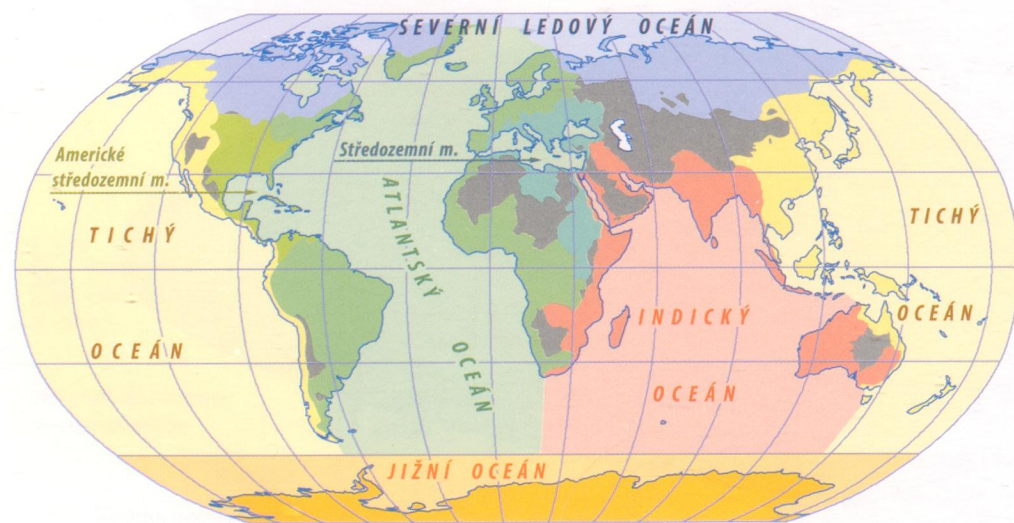 SEVERNÍ LEDOVÝ OCEÁN
Americké
středozemní m.
Středozemní m.
ATLANTSKÝ
OCEÁN
TICHÝ
OCEÁN
TICHÝ
OCEÁN
INDICKÝ
OCEÁN
JIŽNÍ OCEÁN